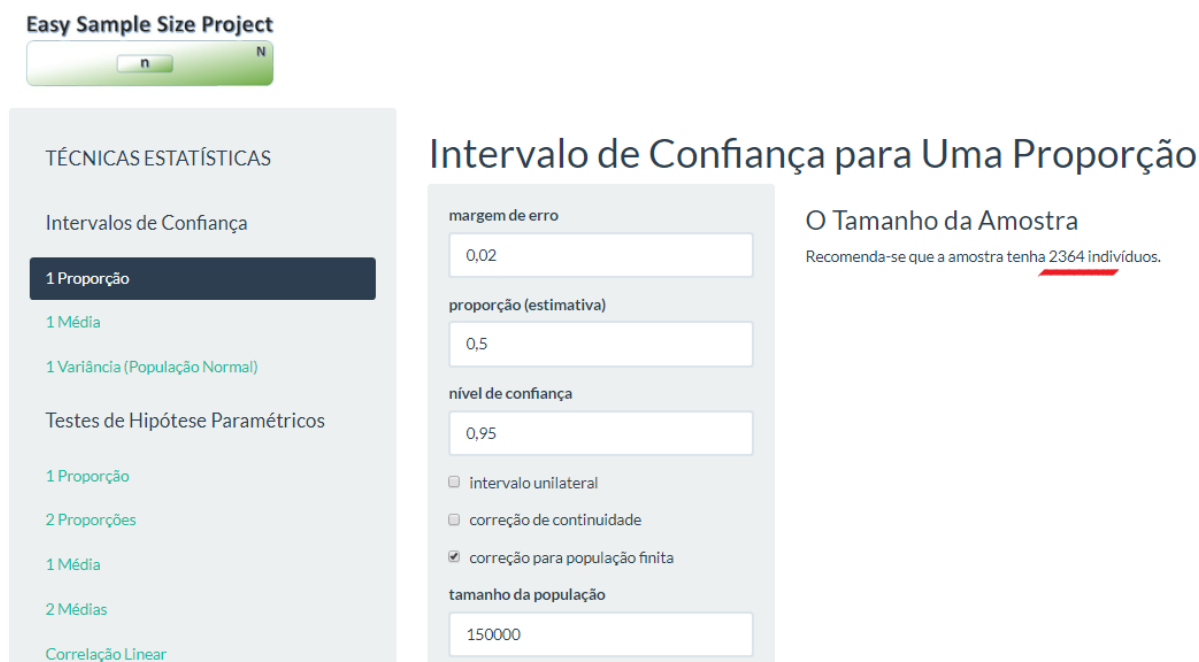 Easy Sample Size Project
N
n
TÉCNICAS ESTATÍSTICAS
Intervalos de Confiança
1 Proporção
1 Média
1 Variância (População Normal)
Testes de Hipótese Paramétricos
1 Proporção
2 Proporções
1 Média
2 Médias
Correlação Linear
Intervalo de Confiança para Uma Proporção
margem de erro
0,02
proporção (estimativa)
0,5
nível de confiança
0,95
intervalo unilateral
correção de continuidade
correção para população finita
tamanho da população
150000
O Tamanho da Amostra
Recomenda-se que a amostra tenha 2364 indivíduos.